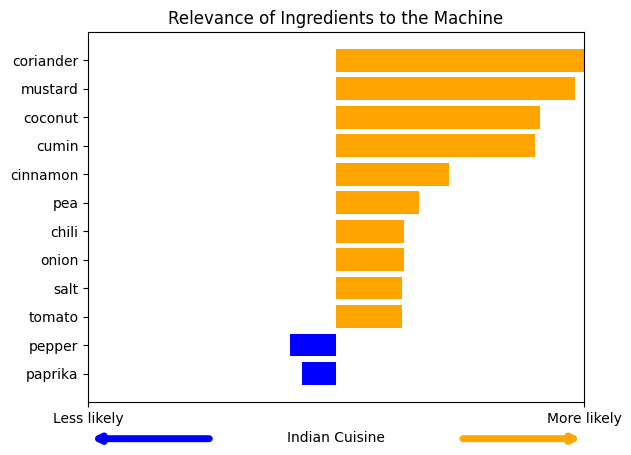 Relevance of Ingredients to the Machine
coriander
mustard
coconut
cumin
cinnamon
pea
chili
onion
salt
tomato
pepper
paprika
Less likely
More likely
Indian Cuisine